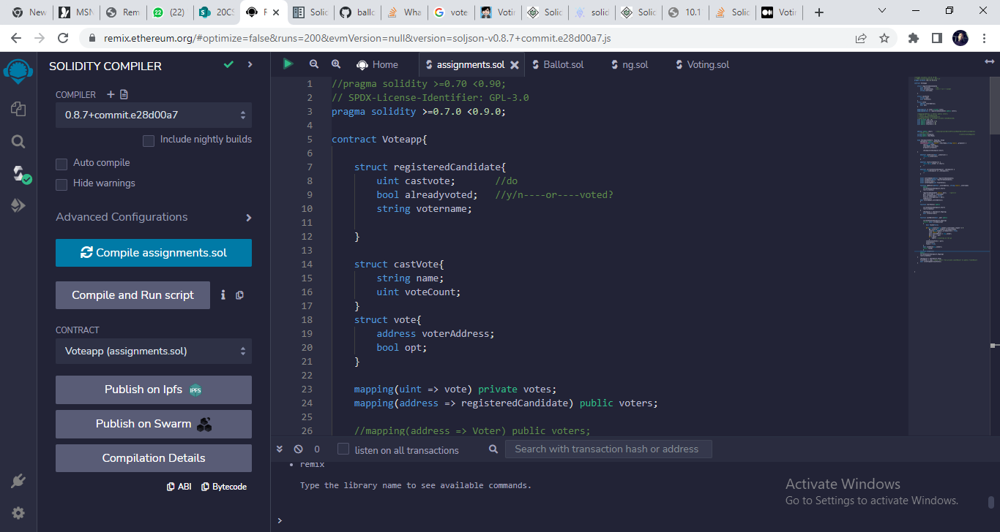 New
MSN
Rem
(22)
20CS
F
Solic
ballc
Wha
vote
Votir
Solic
solid
Solic
10.1
Solic
Votir
remix.ethereum.org/#optimize=false&runs=200&evmVersion=null&version=soljson-v0.8.7+commit.e28d00a7.js
SOLIDITY COMPILER
COMPILER
0.8.7+commit.e28d00a7
Include nightly builds
Auto compile
Hide warnings
Advanced Configurations
Compile assignments.sol
Compile and Run script
CONTRACT
Voteapp (assignments.sol)
Publish on Ipfs IPFS
Publish on Swarm
Compilation Details
ABI Bytecode
Home assignments.sol Ballot.sol ng.sol Voting.sol
1 //pragma solidity >=0.70 <0.90;
2 // SPDX-License-Identifier: GPL-3.0
3 pragma solidity >=0.7.0 <0.9.0;
4
5 contract Voteapp{
6
7 struct registeredCandidate{
8 uint castvote; //do
9 bool alreadyvoted; //y/n----or----voted?
10 string votername;
11
12 }
13
14 struct castVote{
15 string name;
16 uint voteCount;
17 }
18 struct vote{
19 address voterAddress;
20 bool opt;
21 }
22
23 mapping(uint => vote) private votes;
24 mapping(address => registeredCandidate) public voters;
25
26 //mapping(address => Voter) public voters;
0 listen on all transactions Search with transaction hash or address
• remix
Type the library name to see available commands.
>
Activate Windows
Go to Settings to activate Windows.